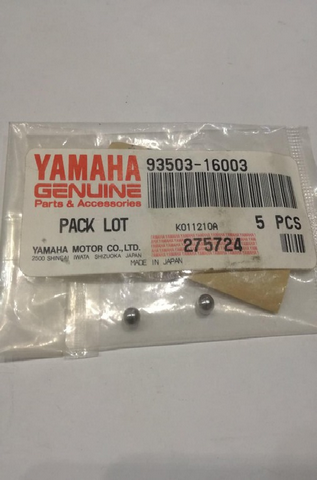 YAMAHA 93503-16003
GENUINE
Parts & Accessories
PACK LOT K011210A 5 PCS
YAMAHA MOTOR CO., LTD. 275724
2500 SHINGAI IWATA SHIZUOKA JAPAN
MADE IN JAPAN